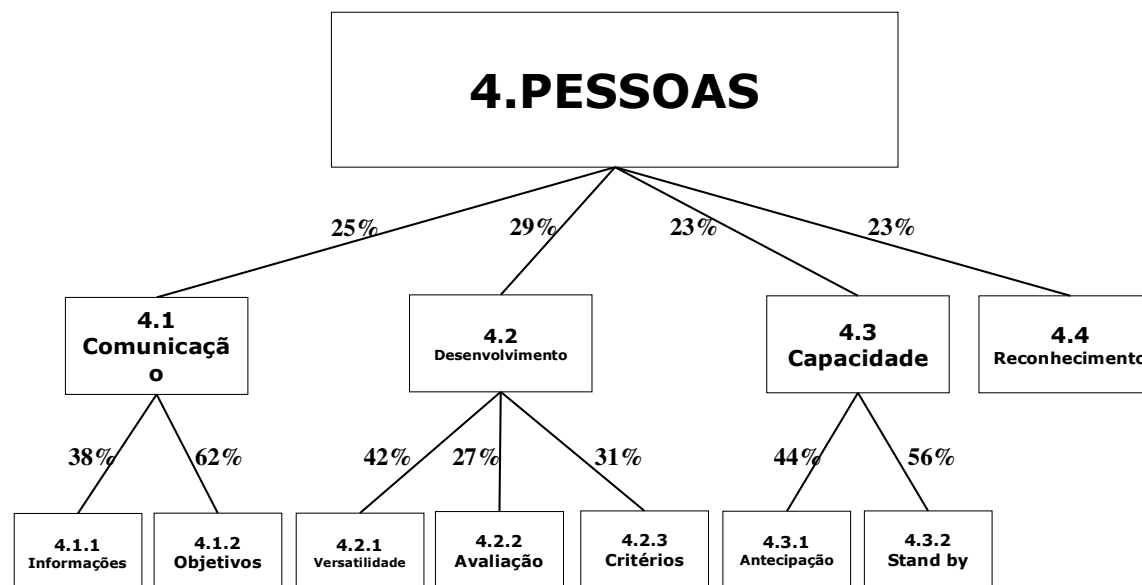 4.PESSOAS
25%
29%
23%
23%
4.1
Comunicaçã
o
4.2
Desenvolvimento
4.3
Capacidade
4.4
Reconhecimento
38%
62%
42%
27%
31%
44%
56%
4.1.1
Informações
4.1.2
Objetivos
4.2.1
Versatilidade
4.2.2
Avaliação
4.2.3
Critérios
4.3.1
Antecipação
4.3.2
Stand by